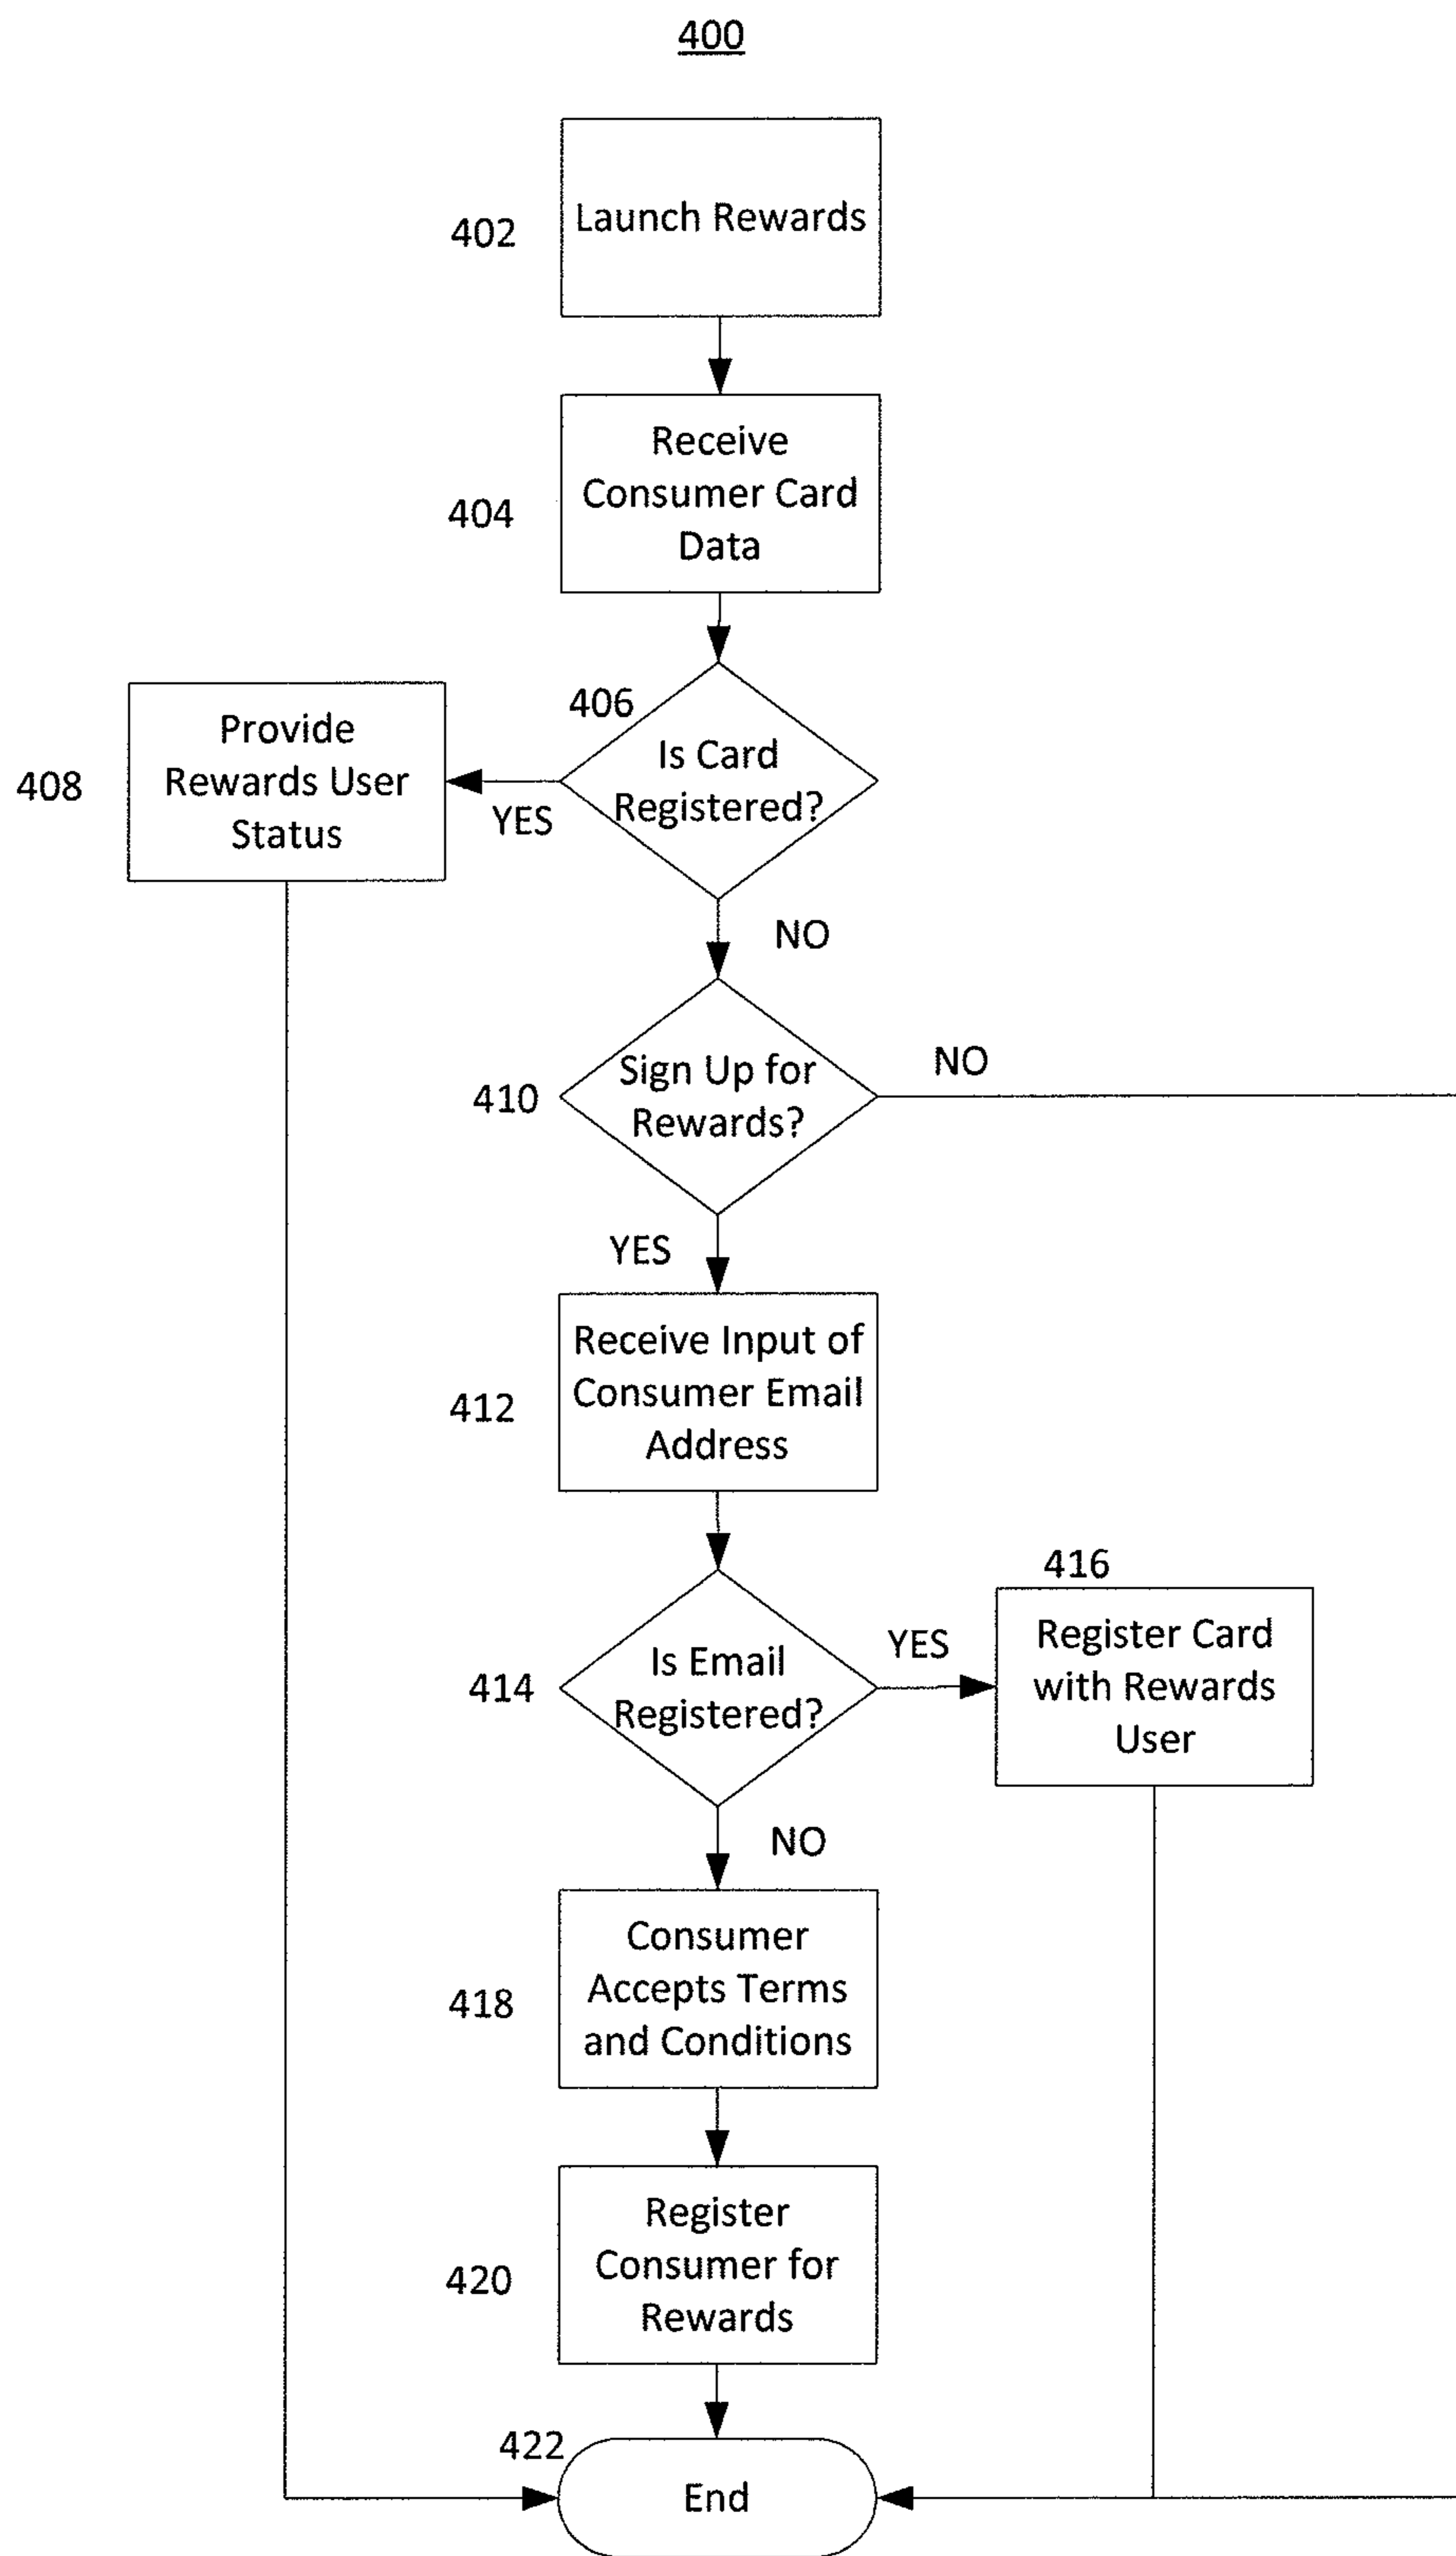 400
402
Launch Rewards
404
Receive
Consumer Card
Data
406
Is Card
Registered?
YES
408
Provide
Rewards User
Status
NO
410
Sign Up for
Rewards?
NO
YES
412
Receive Input of
Consumer Email
Address
414
Is Email
Registered?
YES
416
Register Card
with Rewards
User
NO
418
Consumer
Accepts Terms
and Conditions
420
Register
Consumer for
Rewards
422
End